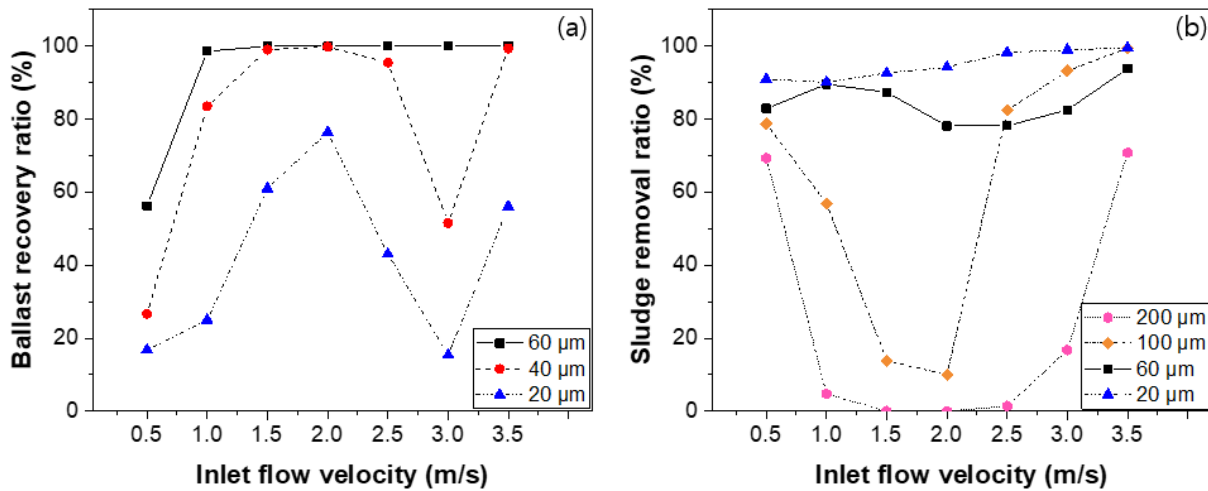 (a)
Ballast recovery ratio (%)
100
80
60
40
20
0
60 μm
40 μm
20 μm
0.5 1.0 1.5 2.0 2.5 3.0 3.5
Inlet flow velocity (m/s)
(b)
Sludge removal ratio (%)
100
80
60
40
20
0
200 μm
100 μm
60 μm
20 μm
0.5 1.0 1.5 2.0 2.5 3.0 3.5
Inlet flow velocity (m/s)